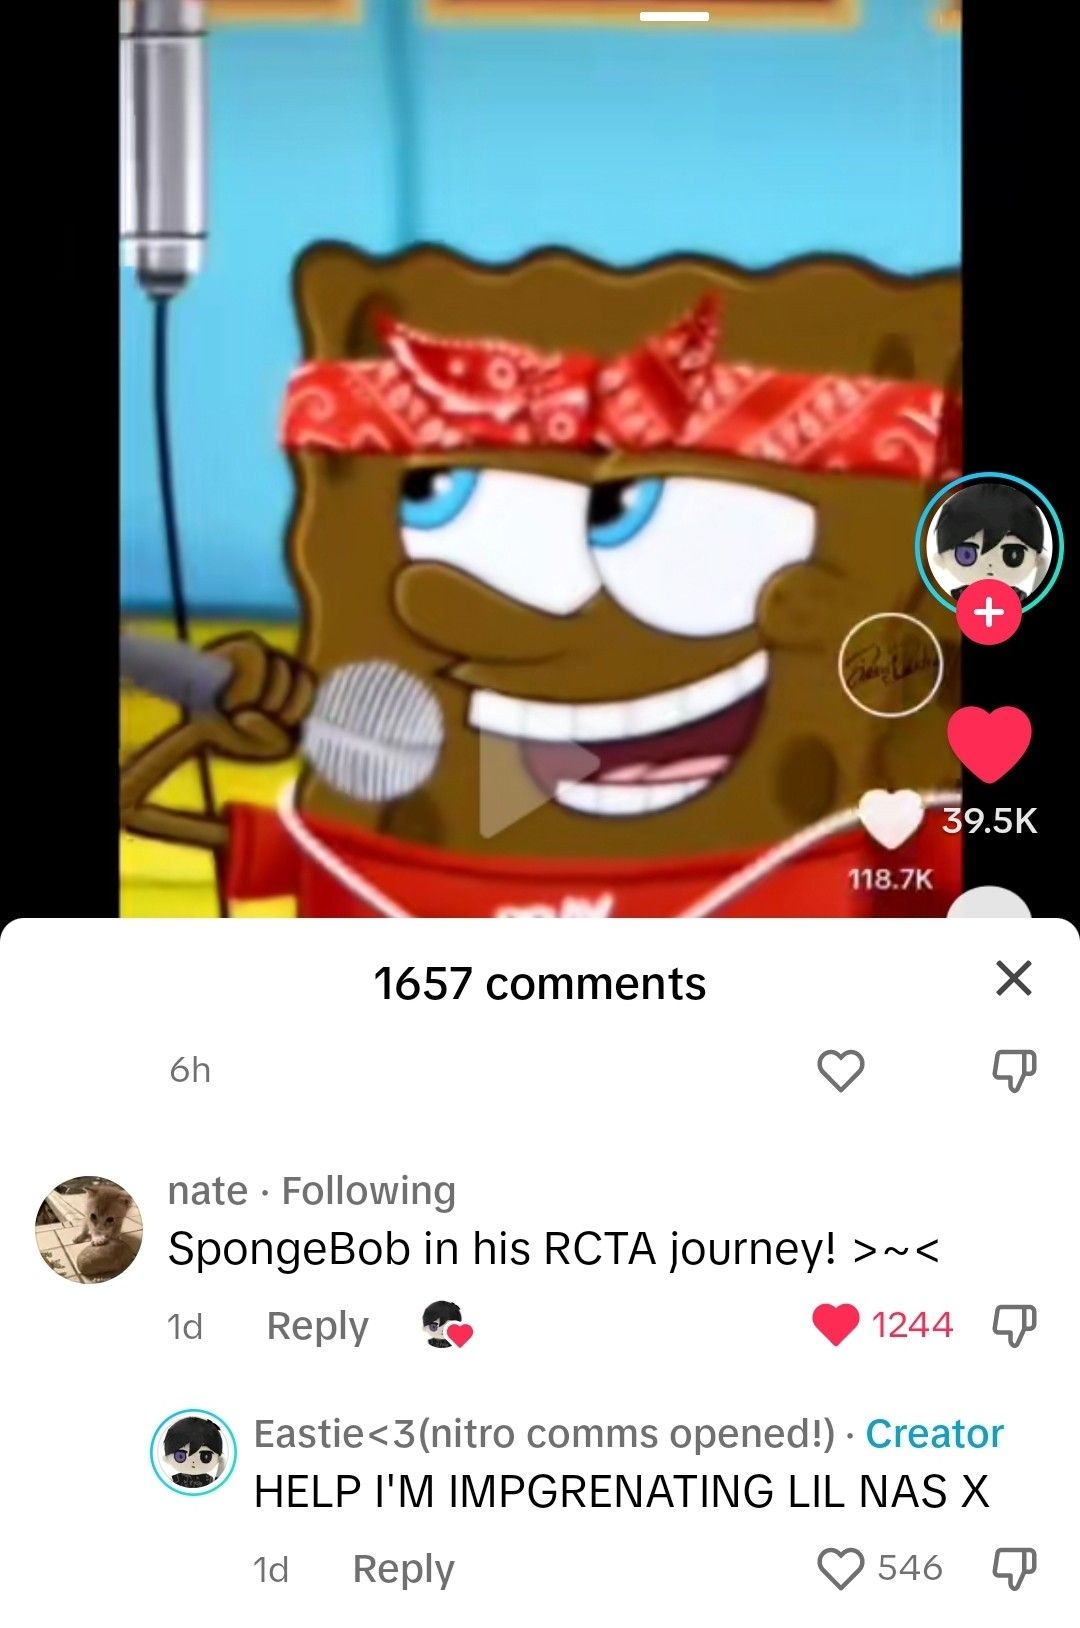 39.5K
118.7K
1657 comments
6h
nate · Following
SpongeBob in his RCTA journey! >~<
1d Reply 1244
Eastie<3(nitro comms opened!) · Creator
HELP I'M IMPGRENATING LIL NAS X
1d Reply 546